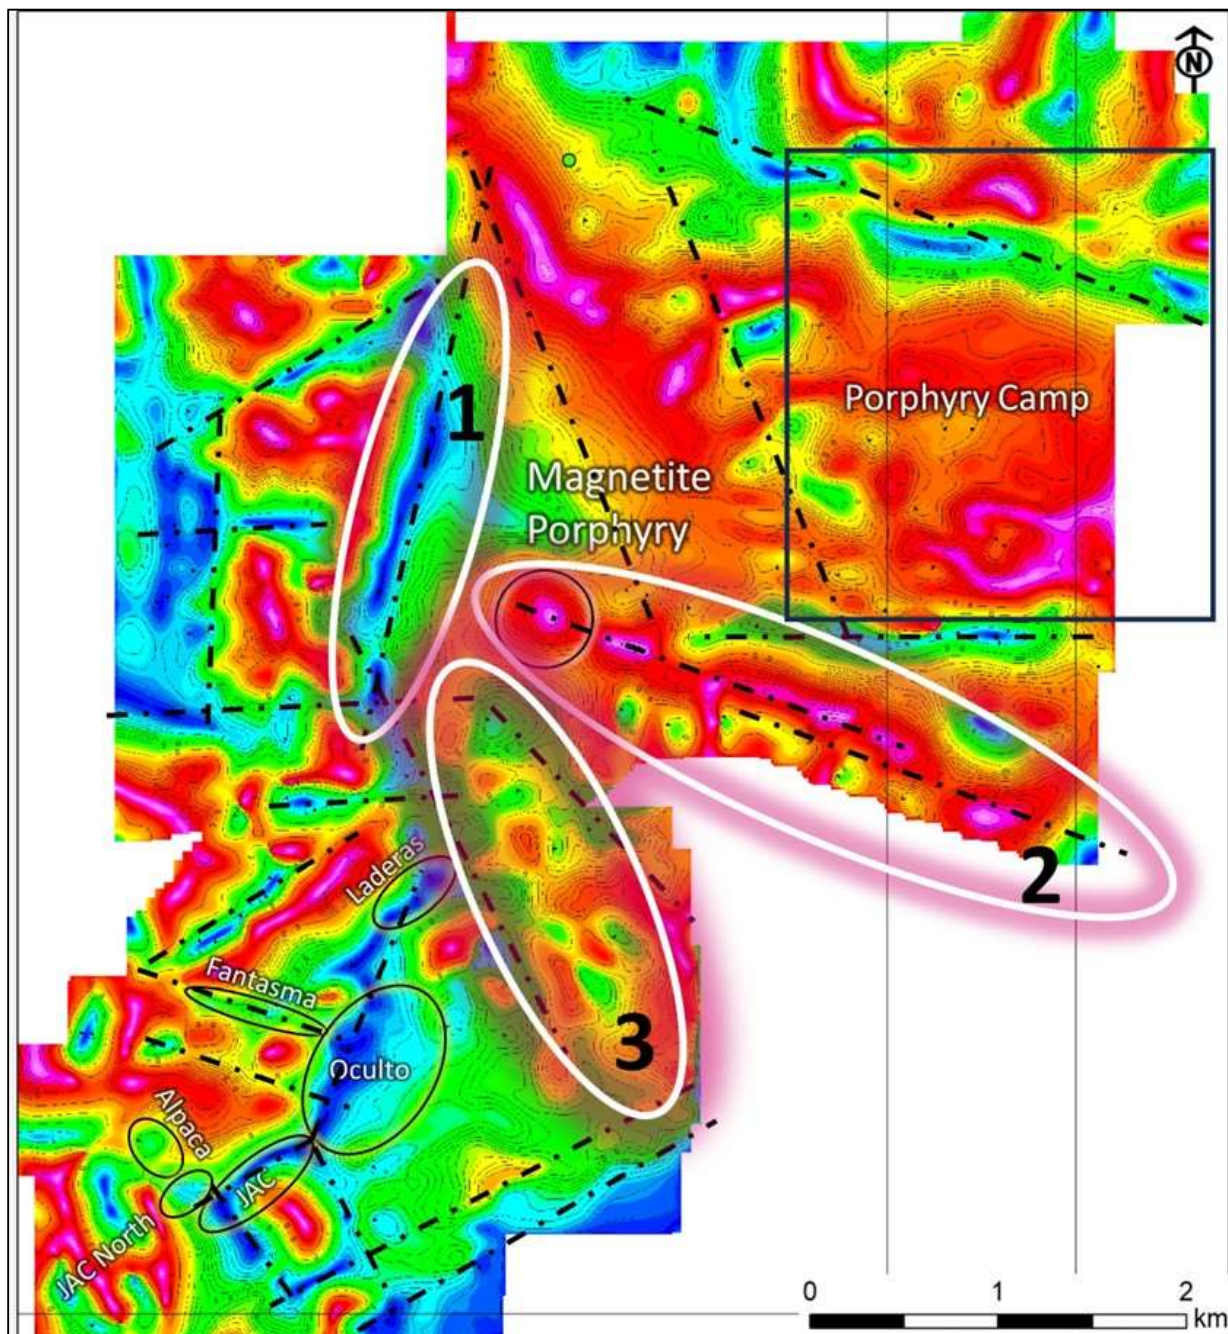 N
1
Porphyry Camp
Magnetite
Porphyry
2
Laderas
Fantasma
3
Oculto
Alpaca
JAC
JAC North
0 1 2
km